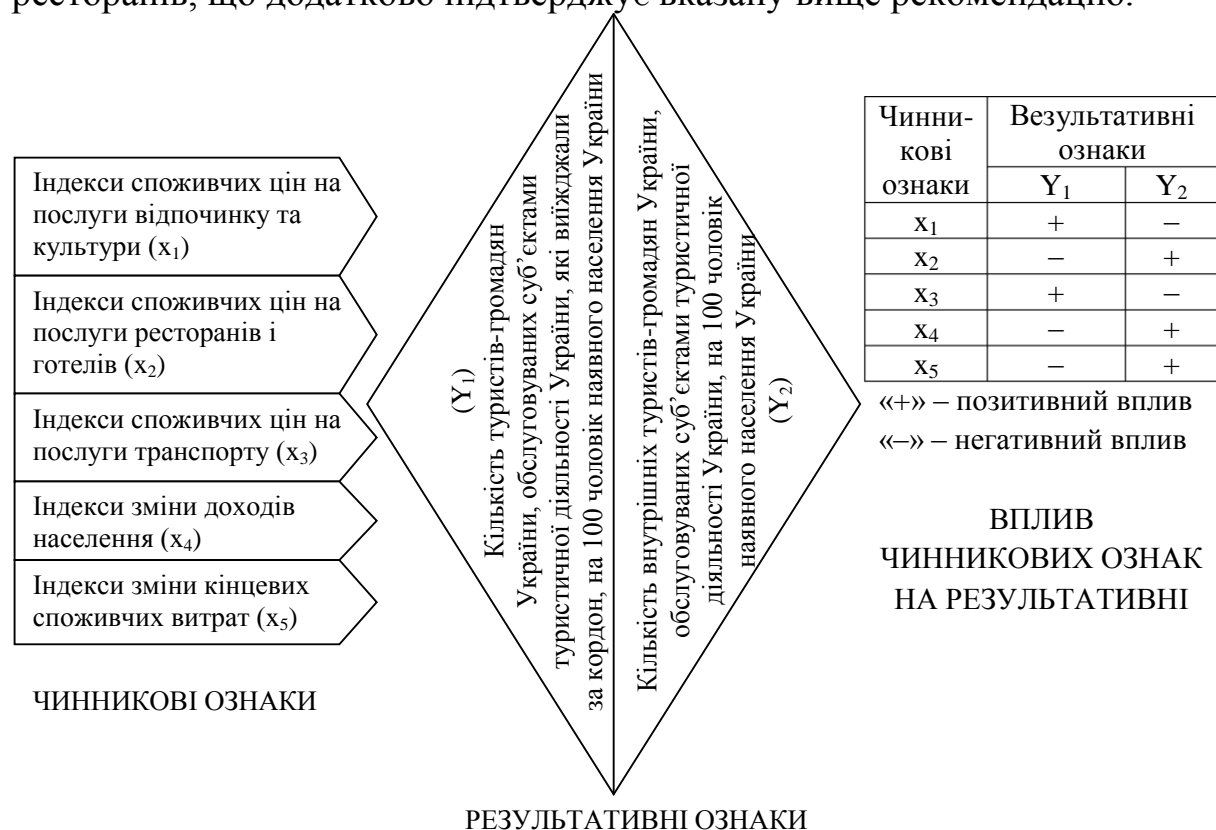 ресторанів, що додатково підтверджує вказану вище рекомендацію.
Індекси споживчих цін на
послуги відпочинку та
культури (x₁)
Індекси споживчих цін на
послуги ресторанів і
готелів (x₂)
Індекси споживчих цін на
послуги транспорту (x₃)
Індекси зміни доходів
населення (x₄)
Індекси зміни кінцевих
споживчих витрат (x₅)
ЧИННИКОВІ ОЗНАКИ
(Y₁)
Кількість туристів-громадян
України, обслуговуваних суб’єктами
туристичної діяльності України, які виїжджали
за кордон, на 100 чоловік наявного населення України
Кількість внутрішніх туристів-громадян України,
обслуговуваних суб’єктами туристичної
діяльності України, на 100 чоловік
наявного населення України
(Y₂)
РЕЗУЛЬТАТИВНІ ОЗНАКИ
Чинни-
кові
ознаки
Везультативні
ознаки
Y₁ Y₂
x₁ + –
x₂ – +
x₃ + –
x₄ – +
x₅ – +
«+» – позитивний вплив
«–» – негативний вплив
ВПЛИВ
ЧИННИКОВИХ ОЗНАК
НА РЕЗУЛЬТАТИВНІ